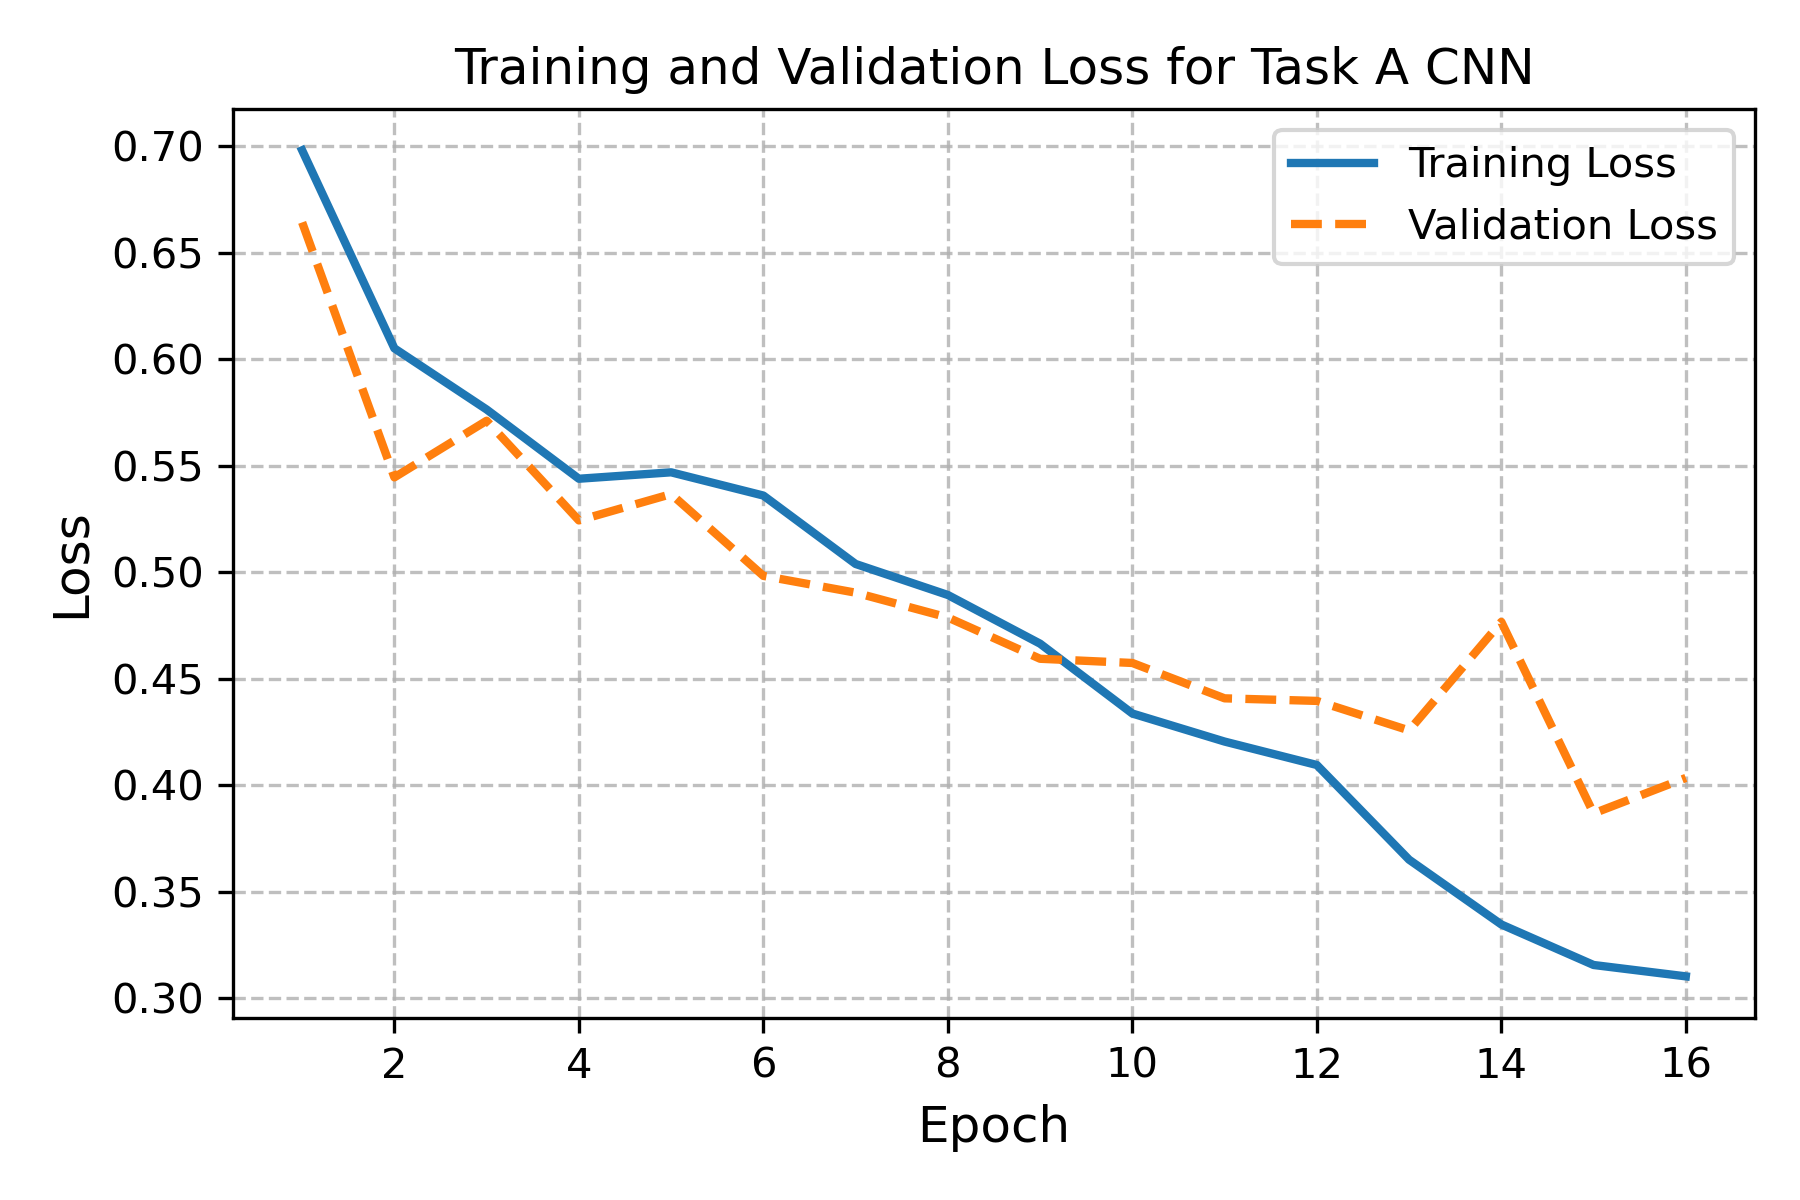 Training and Validation Loss for Task A CNN
Training Loss
Validation Loss
Loss
0.70
0.65
0.60
0.55
0.50
0.45
0.40
0.35
0.30
2 4 6 8 10 12 14 16
Epoch